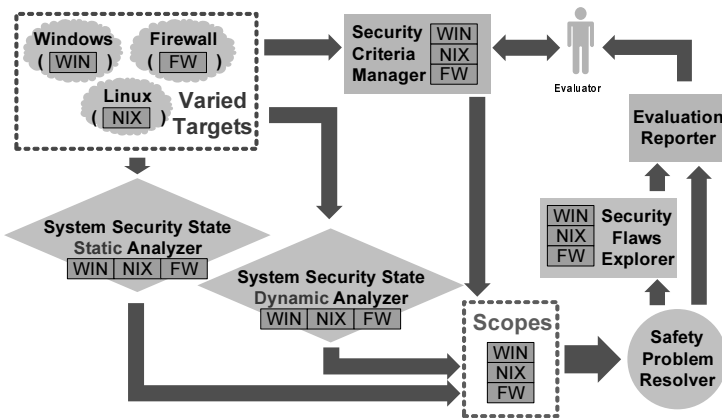 Windows
( WIN )
Firewall
( FW )
Linux
( NIX )
Varied
Targets
Security
Criteria
Manager
WIN
NIX
FW
Evaluator
Evaluation
Reporter
System Security State
Static Analyzer
WIN NIX FW
System Security State
Dynamic Analyzer
WIN NIX FW
WIN
NIX
FW
Security
Flaws
Explorer
Scopes
WIN
NIX
FW
Safety
Problem
Resolver